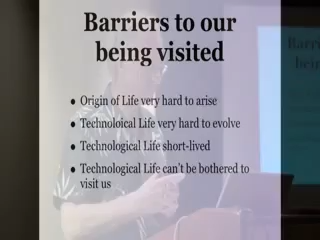 Barriers to our
being visited
• Origin of Life very hard to arise
• Technoloical Life very hard to evolve
• Technological Life short-lived
• Technological Life can't be bothered to
visit us